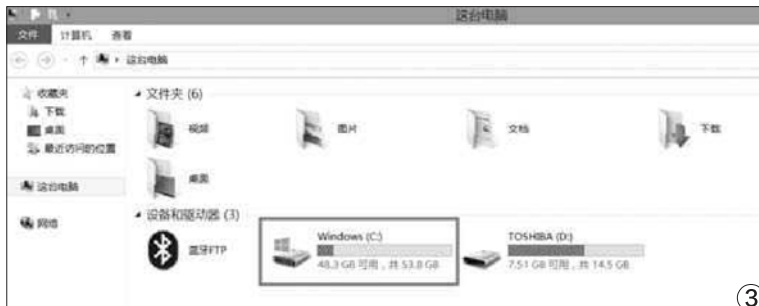 这台电脑
文件 计算机 查看
这台电脑
收藏夹
下载
桌面
最近访问的位置
这台电脑
网络
文件夹 (6)
视频
图片
文档
下载
桌面
设备和驱动器 (3)
蓝牙FTP
Windows (C:)
48.3 GB 可用，共 53.8 GB
TOSHIBA (D:)
7.51 GB 可用，共 14.5 GB
③